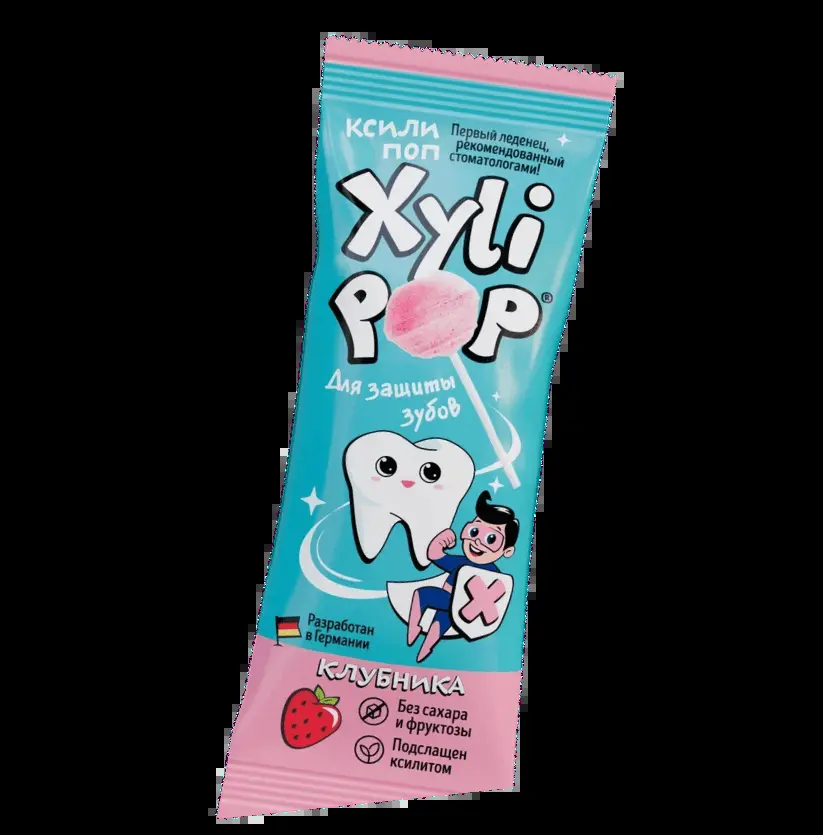 КСИЛИ
ПОП
Первый леденец,
рекомендованный
стоматологами!
Xyli
POP®
Для защиты
зубов
X
Разработан
в Германии
КЛУБНИКА
Без сахара
и фруктозы
Подслащен
ксилитом